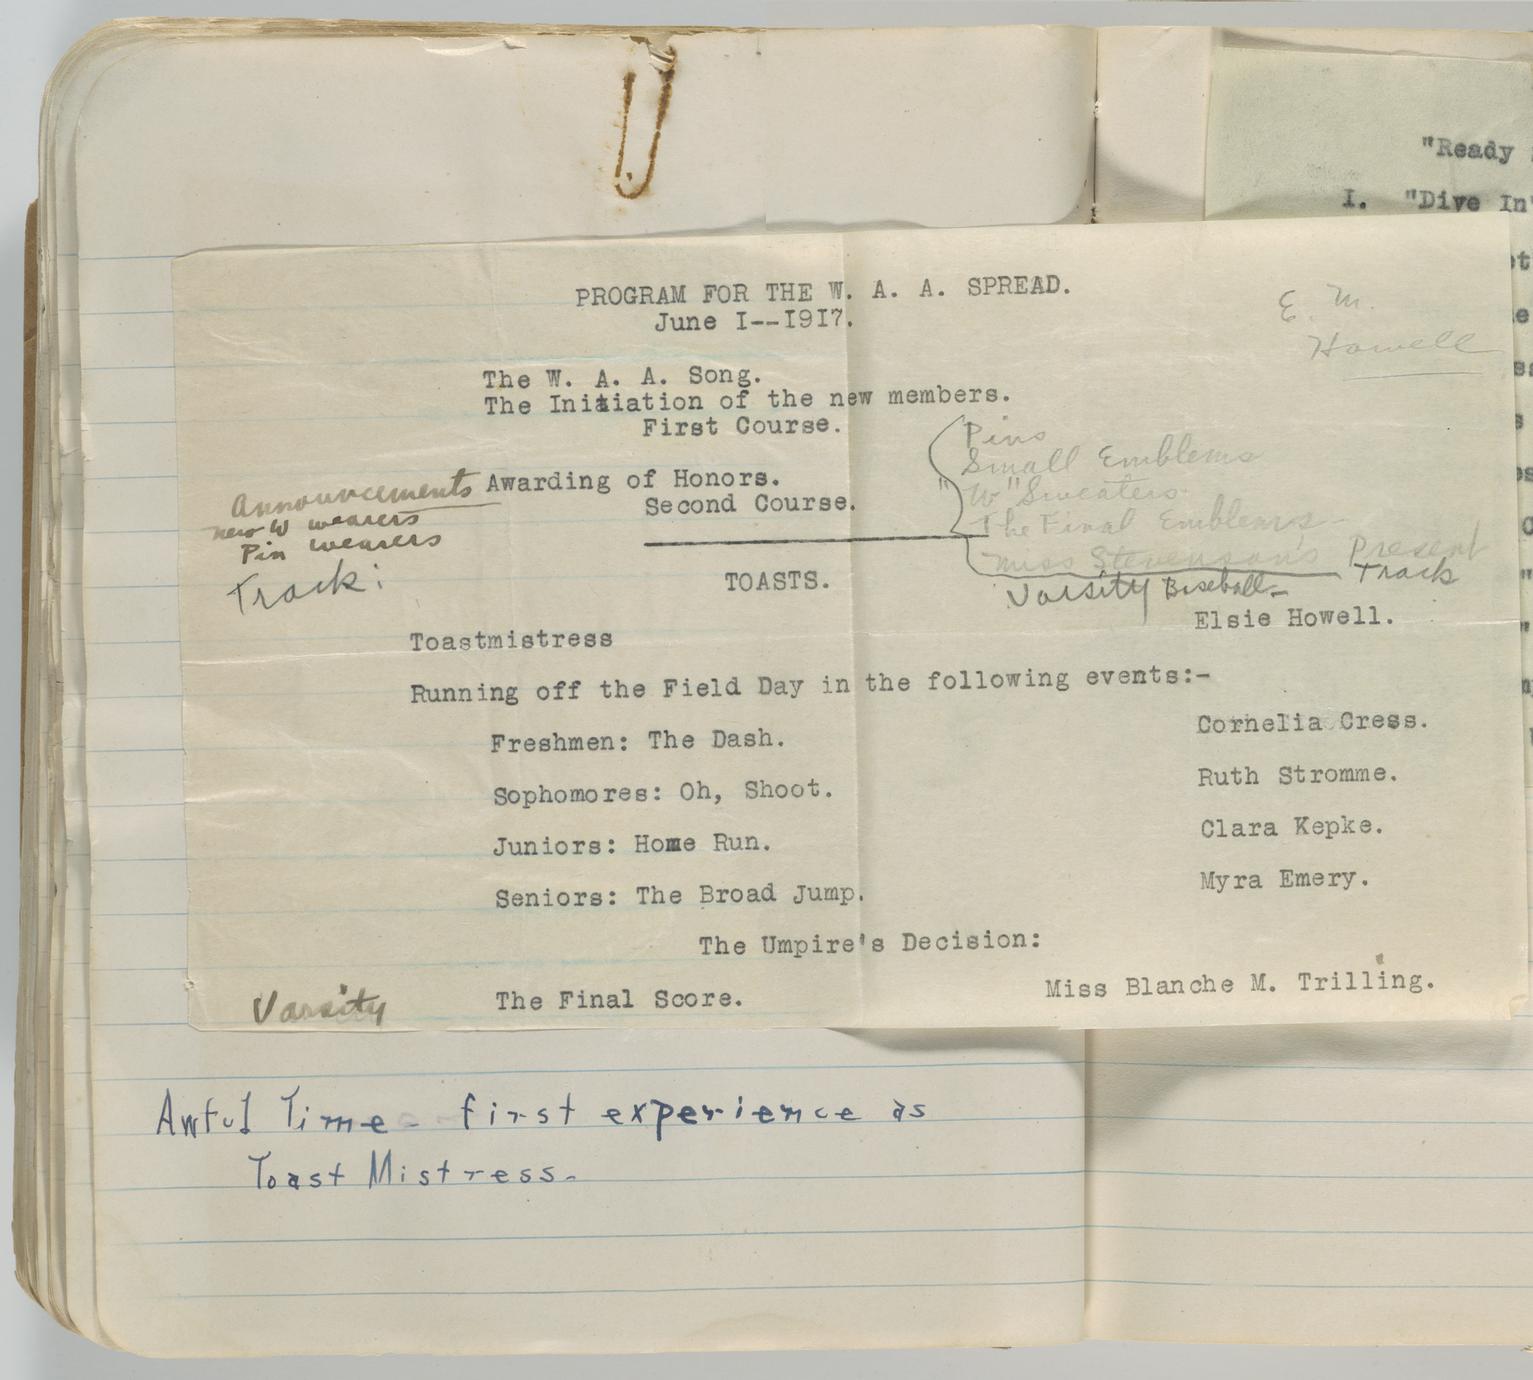 "Ready
I. "Dive In"
PROGRAM FOR THE W. A. A. SPREAD.
June I--I9I7.
E. M.
Howell
The W. A. A. Song.
The Initiation of the new members.
First Course.
Pins
Small Emblems
"W" Sweaters
The Final Emblems-
Miss Stevenson's Present
Varsity Baseball- Track
Announcements
new W wearers
Pin wearers
Track:
Awarding of Honors.
Second Course.
TOASTS.
Toastmistress Elsie Howell.
Running off the Field Day in the following events:-
Freshmen: The Dash. Cornelia Cress.
Sophomores: Oh, Shoot. Ruth Stromme.
Juniors: Home Run. Clara Kepke.
Seniors: The Broad Jump. Myra Emery.
The Umpire's Decision:
Varsity The Final Score. Miss Blanche M. Trilling.
Awful Time- first experience as
Toast Mistress-